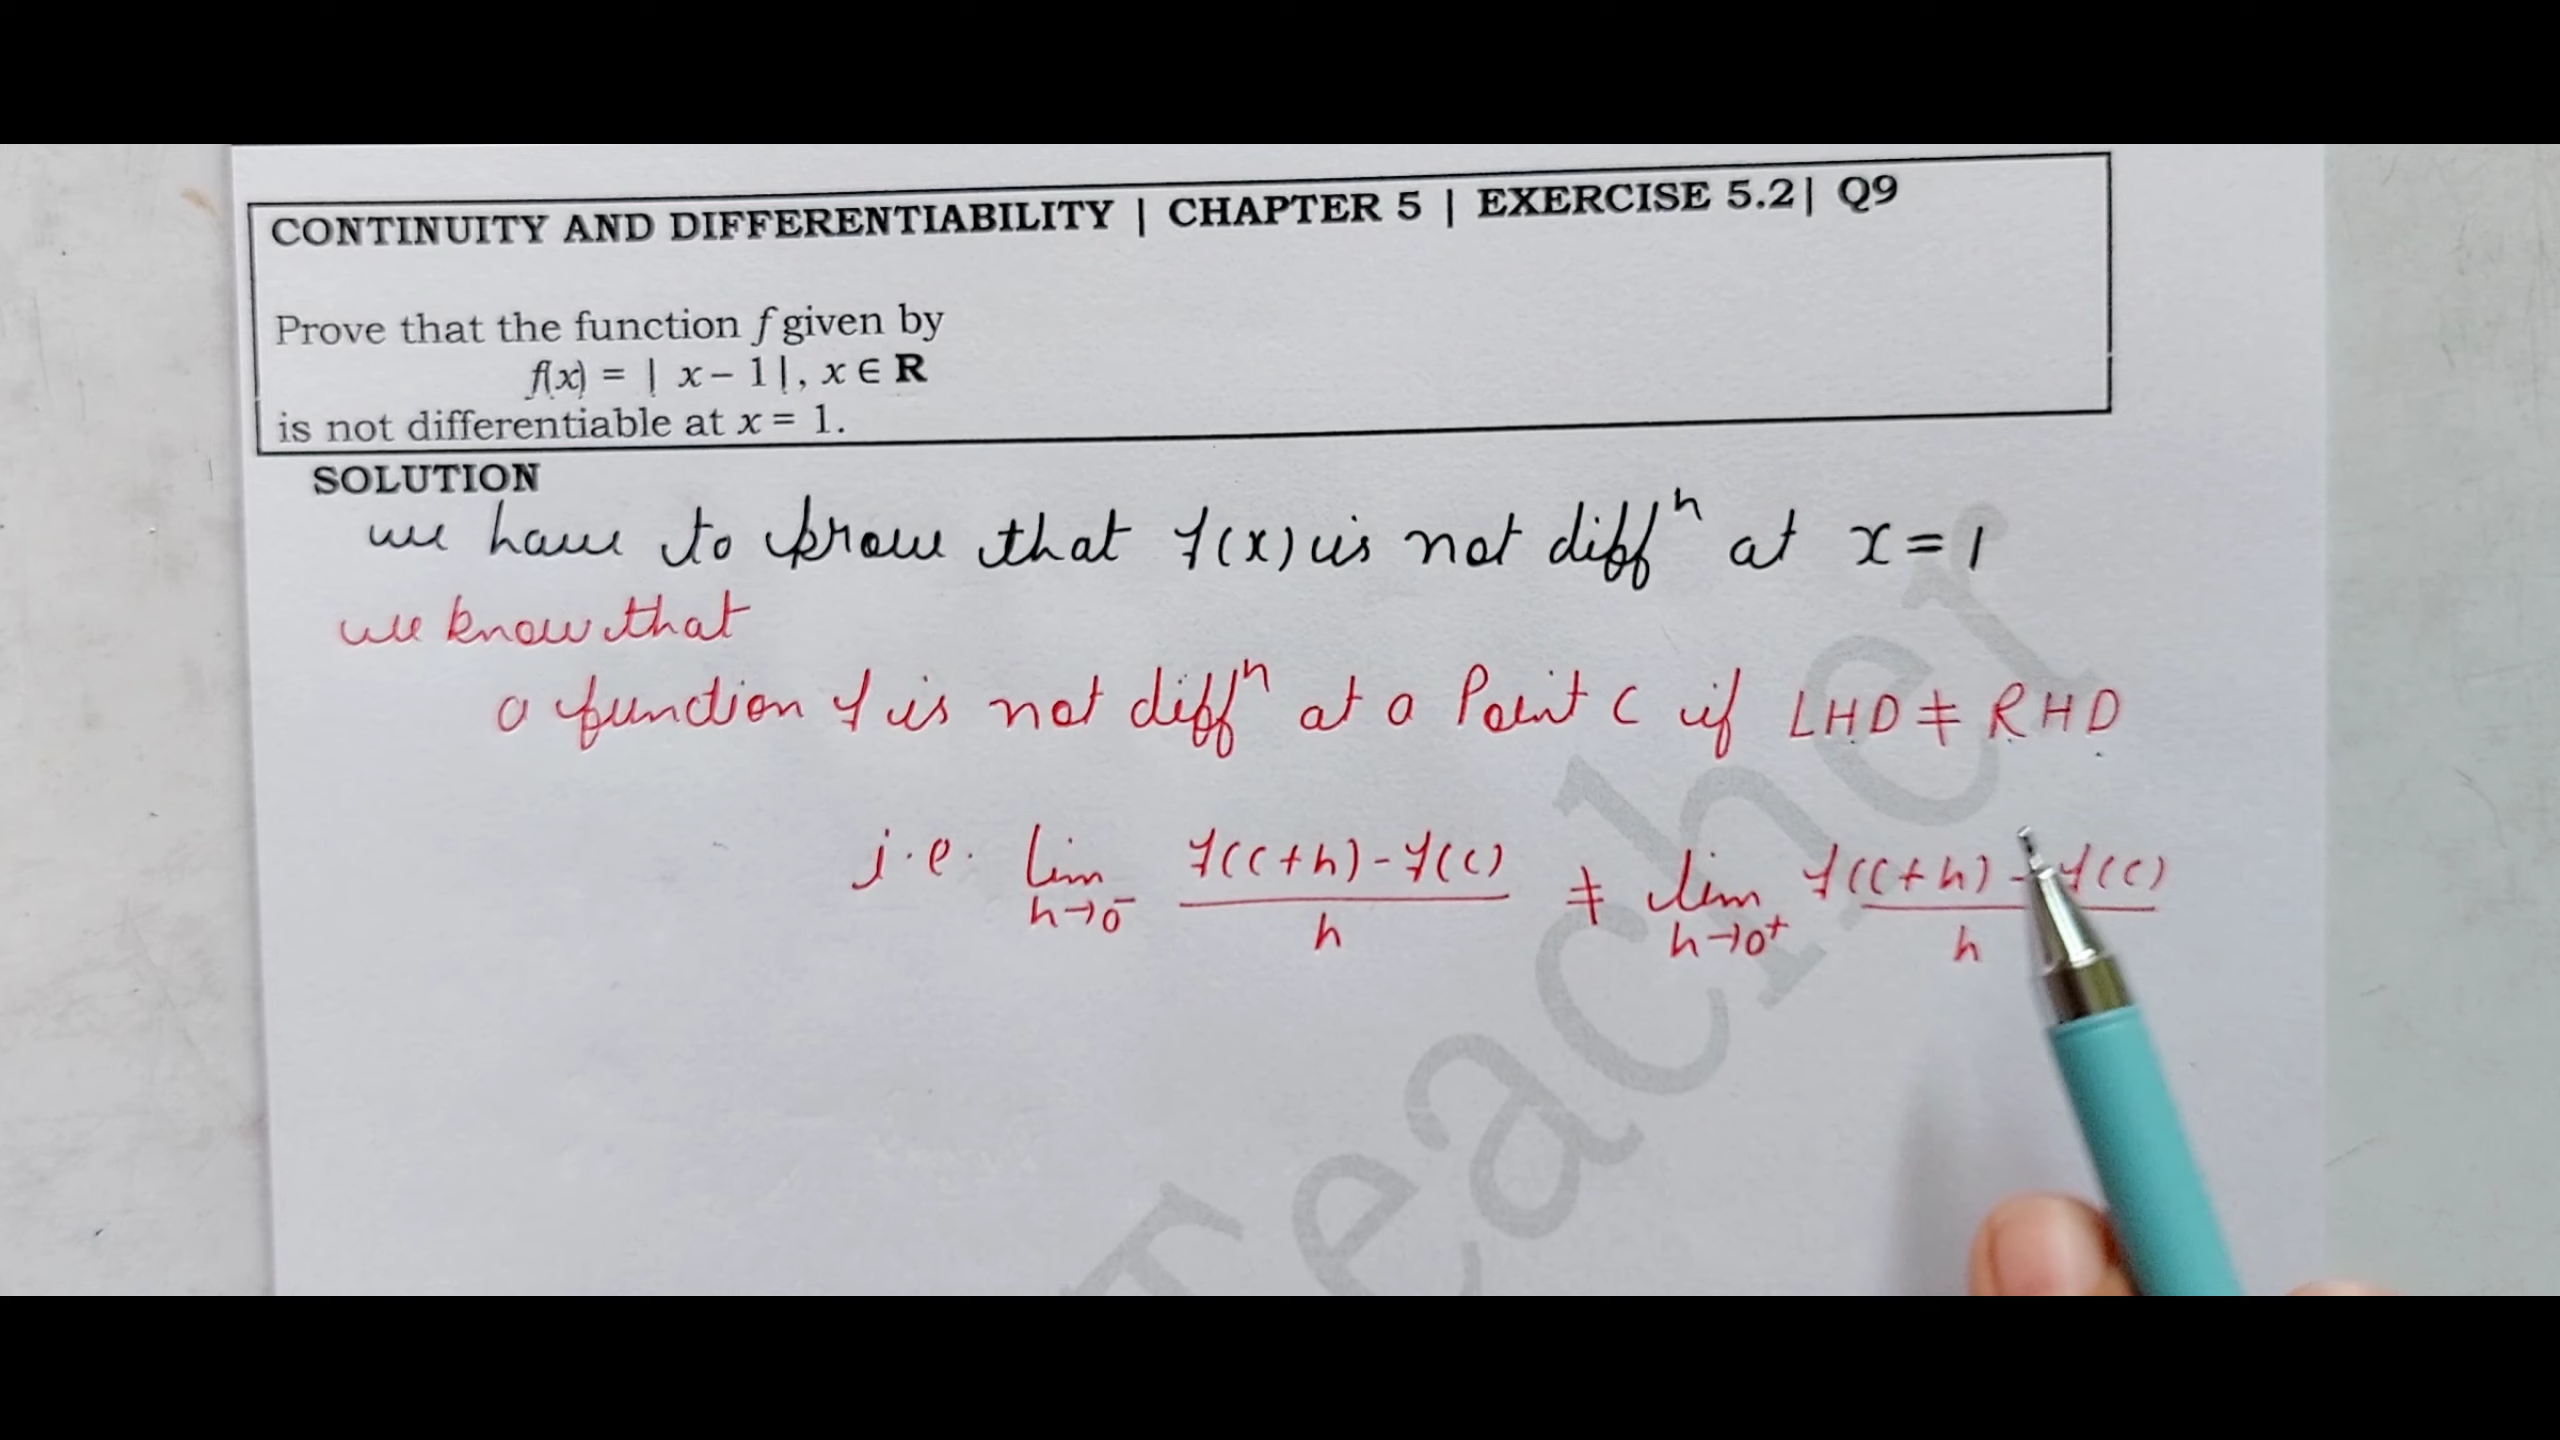 CONTINUITY AND DIFFERENTIABILITY | CHAPTER 5 | EXERCISE 5.2| Q9
Prove that the function f given by
f(x) = | x – 1|, x ∈ R
is not differentiable at x = 1.
SOLUTION
we have to prove that f(x) is not diffⁿ at x = 1
we know that
a function f is not diffⁿ at a Point C if LHD ≠ RHD
i.e. lim h→0⁻ f(c+h) - f(c) / h ≠ lim h→0⁺ f(c+h) - f(c) / h
Teacher